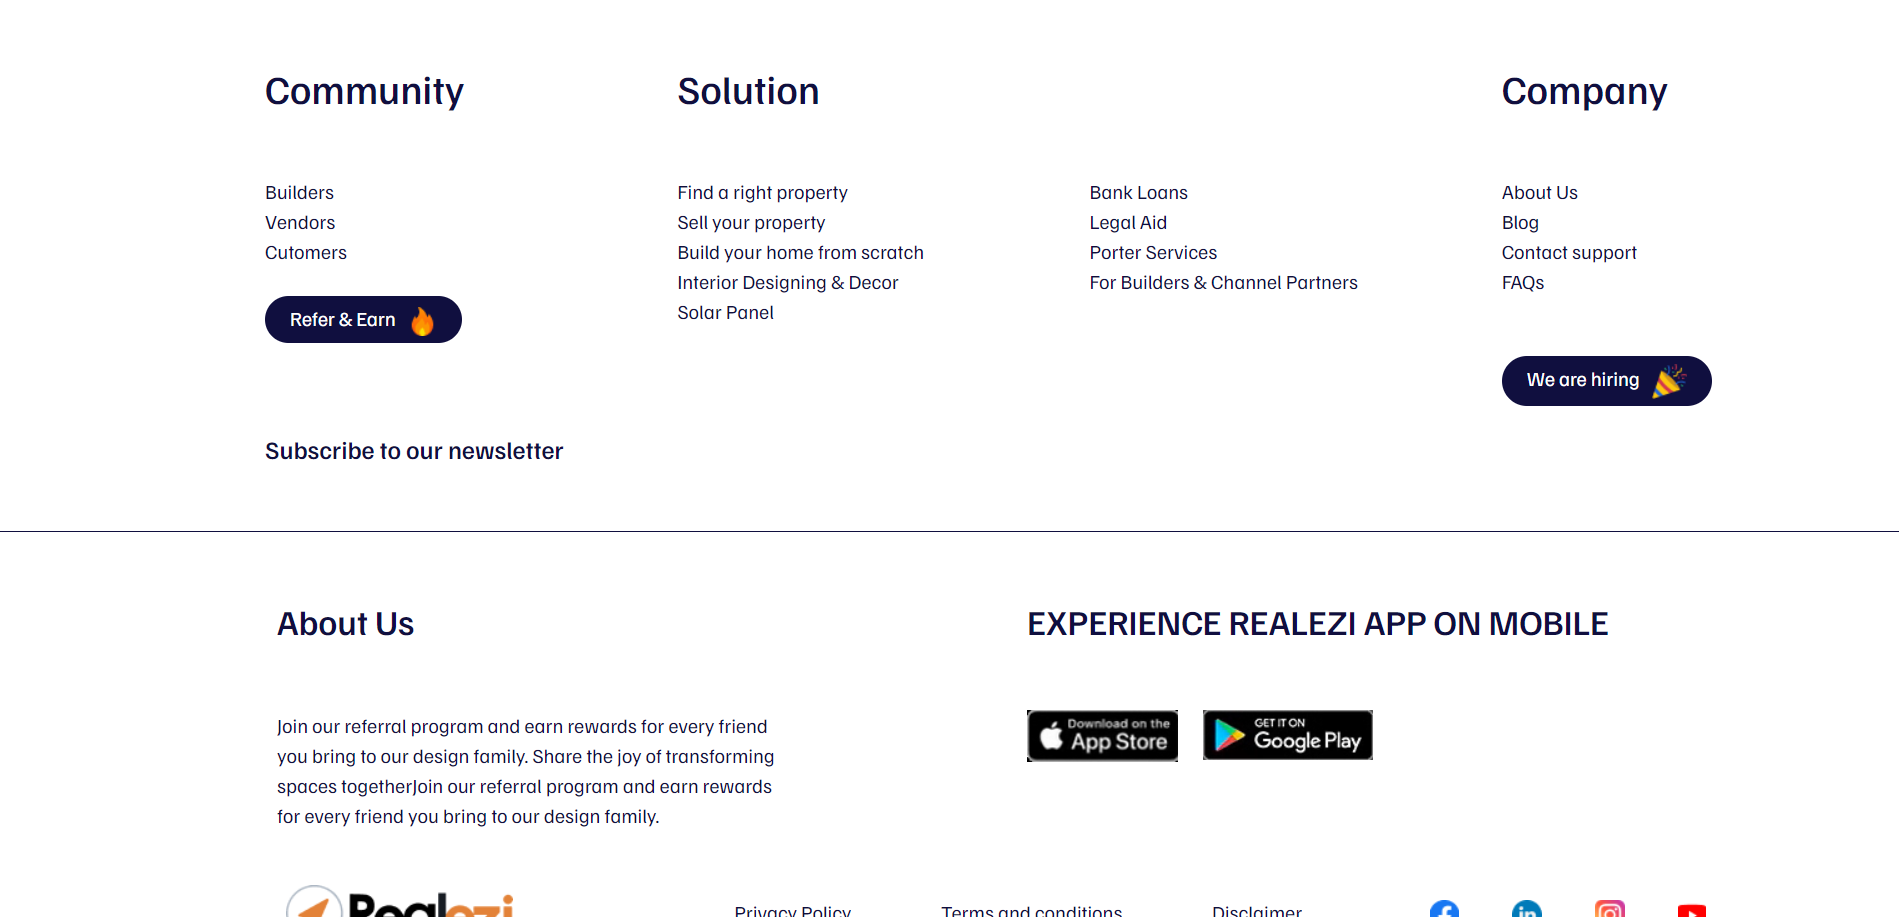 Community
Solution
Company
Builders
Vendors
Cutomers
Refer & Earn
Find a right property
Sell your property
Build your home from scratch
Interior Designing & Decor
Solar Panel
Bank Loans
Legal Aid
Porter Services
For Builders & Channel Partners
About Us
Blog
Contact support
FAQs
We are hiring
Subscribe to our newsletter
About Us
Join our referral program and earn rewards for every friend
you bring to our design family. Share the joy of transforming
spaces togetherJoin our referral program and earn rewards
for every friend you bring to our design family.
EXPERIENCE REALEZI APP ON MOBILE
Download on the
App Store
GET IT ON
Google Play
Realezi
Privacy Policy
Terms and conditions
Disclaimer
in